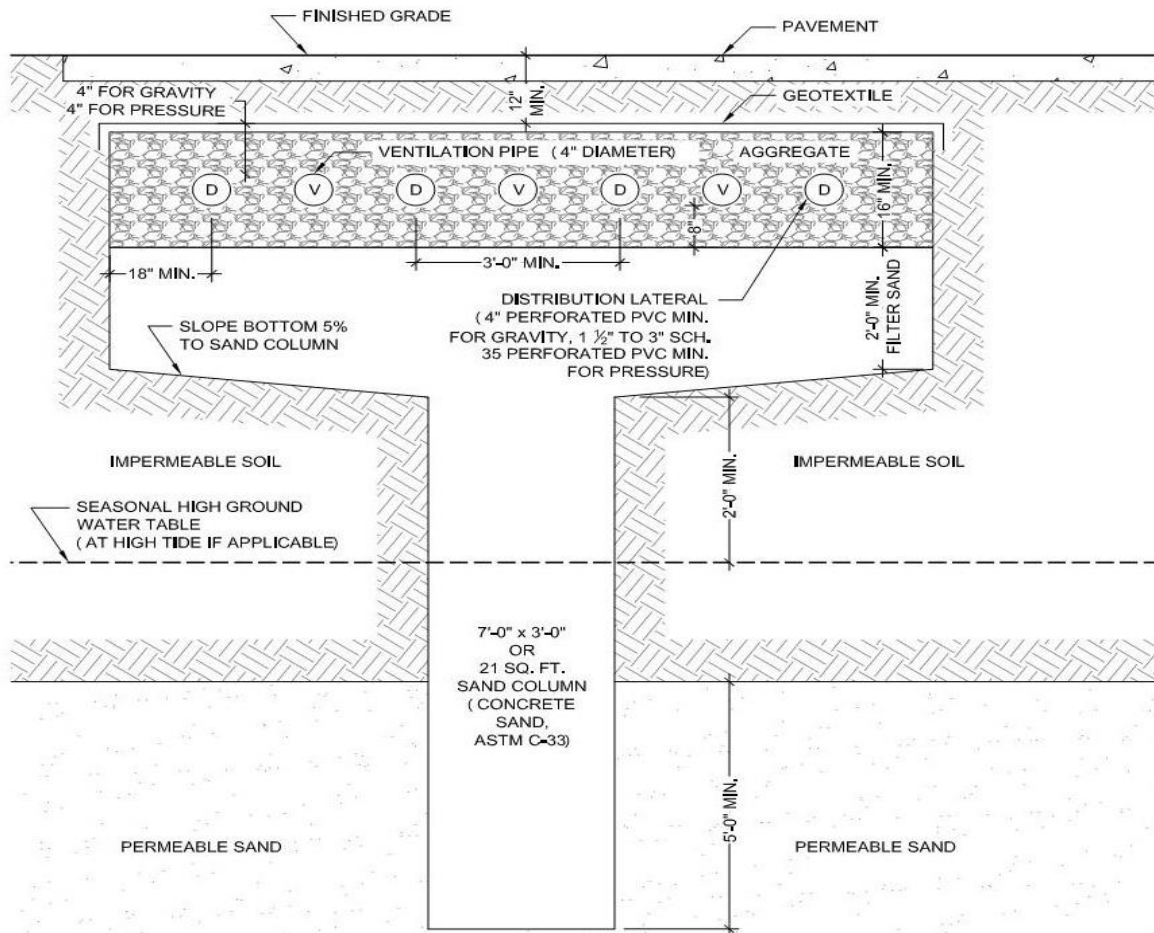 FINISHED GRADE
PAVEMENT
4" FOR GRAVITY
4" FOR PRESSURE
12"
MIN.
GEOTEXTILE
VENTILATION PIPE (4" DIAMETER)
AGGREGATE
D
V
D
V
D
V
D
16" MIN.
8"
18" MIN.
3'-0" MIN.
DISTRIBUTION LATERAL
(4" PERFORATED PVC MIN.
FOR GRAVITY, 1 ½" TO 3" SCH.
35 PERFORATED PVC MIN.
FOR PRESSURE)
2'-0" MIN.
FILTER SAND
SLOPE BOTTOM 5%
TO SAND COLUMN
IMPERMEABLE SOIL
IMPERMEABLE SOIL
2'-0" MIN.
SEASONAL HIGH GROUND
WATER TABLE
(AT HIGH TIDE IF APPLICABLE)
7'-0" x 3'-0"
OR
21 SQ. FT.
SAND COLUMN
(CONCRETE
SAND,
ASTM C-33)
5'-0" MIN.
PERMEABLE SAND
PERMEABLE SAND